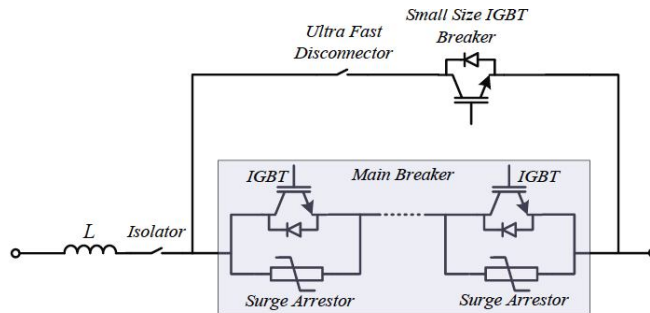 Ultra Fast
Disconnector
Small Size IGBT
Breaker
IGBT
Main Breaker
IGBT
L
Isolator
Surge Arrestor
Surge Arrestor